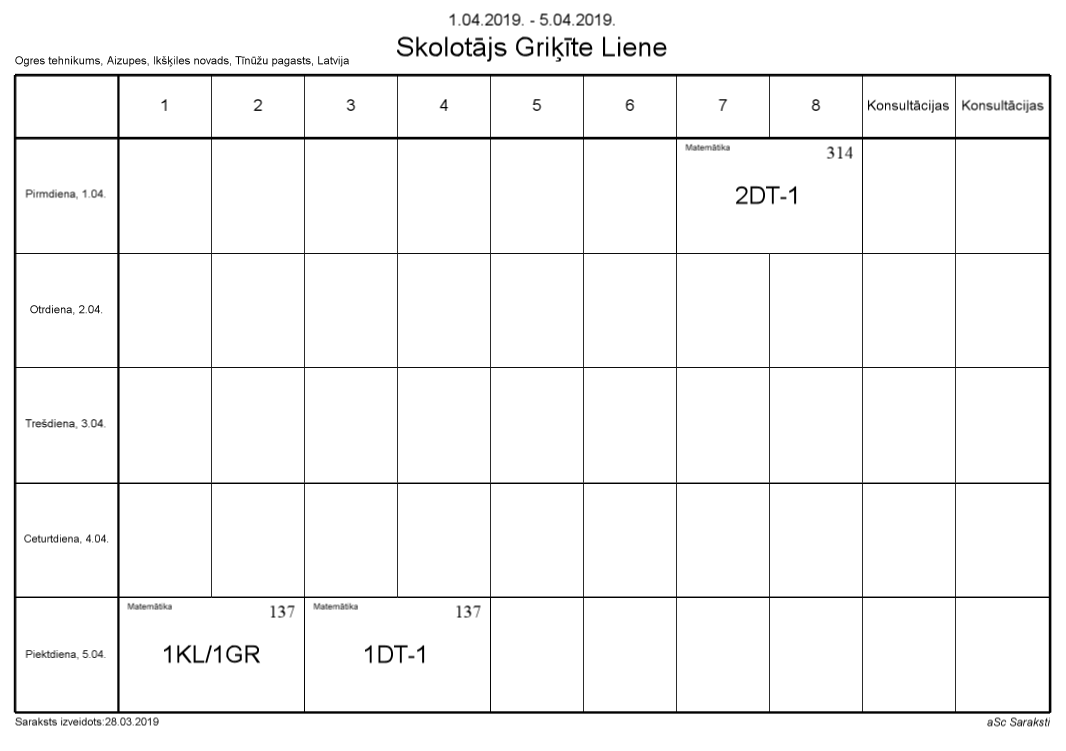 1.04.2019. - 5.04.2019.
Skolotājs Griķīte Liene
Ogres tehnikums, Aizupes, Ikšķiles novads, Tīnūžu pagasts, Latvija
1 2 3 4 5 6 7 8 Konsultācijas Konsultācijas
Pirmdiena, 1.04.
Matemātika 314
2DT-1
Otrdiena, 2.04.
Trešdiena, 3.04.
Ceturtdiena, 4.04.
Piektdiena, 5.04.
Matemātika 137
1KL/1GR
Matemātika 137
1DT-1
Saraksts izveidots:28.03.2019
aSc Saraksti